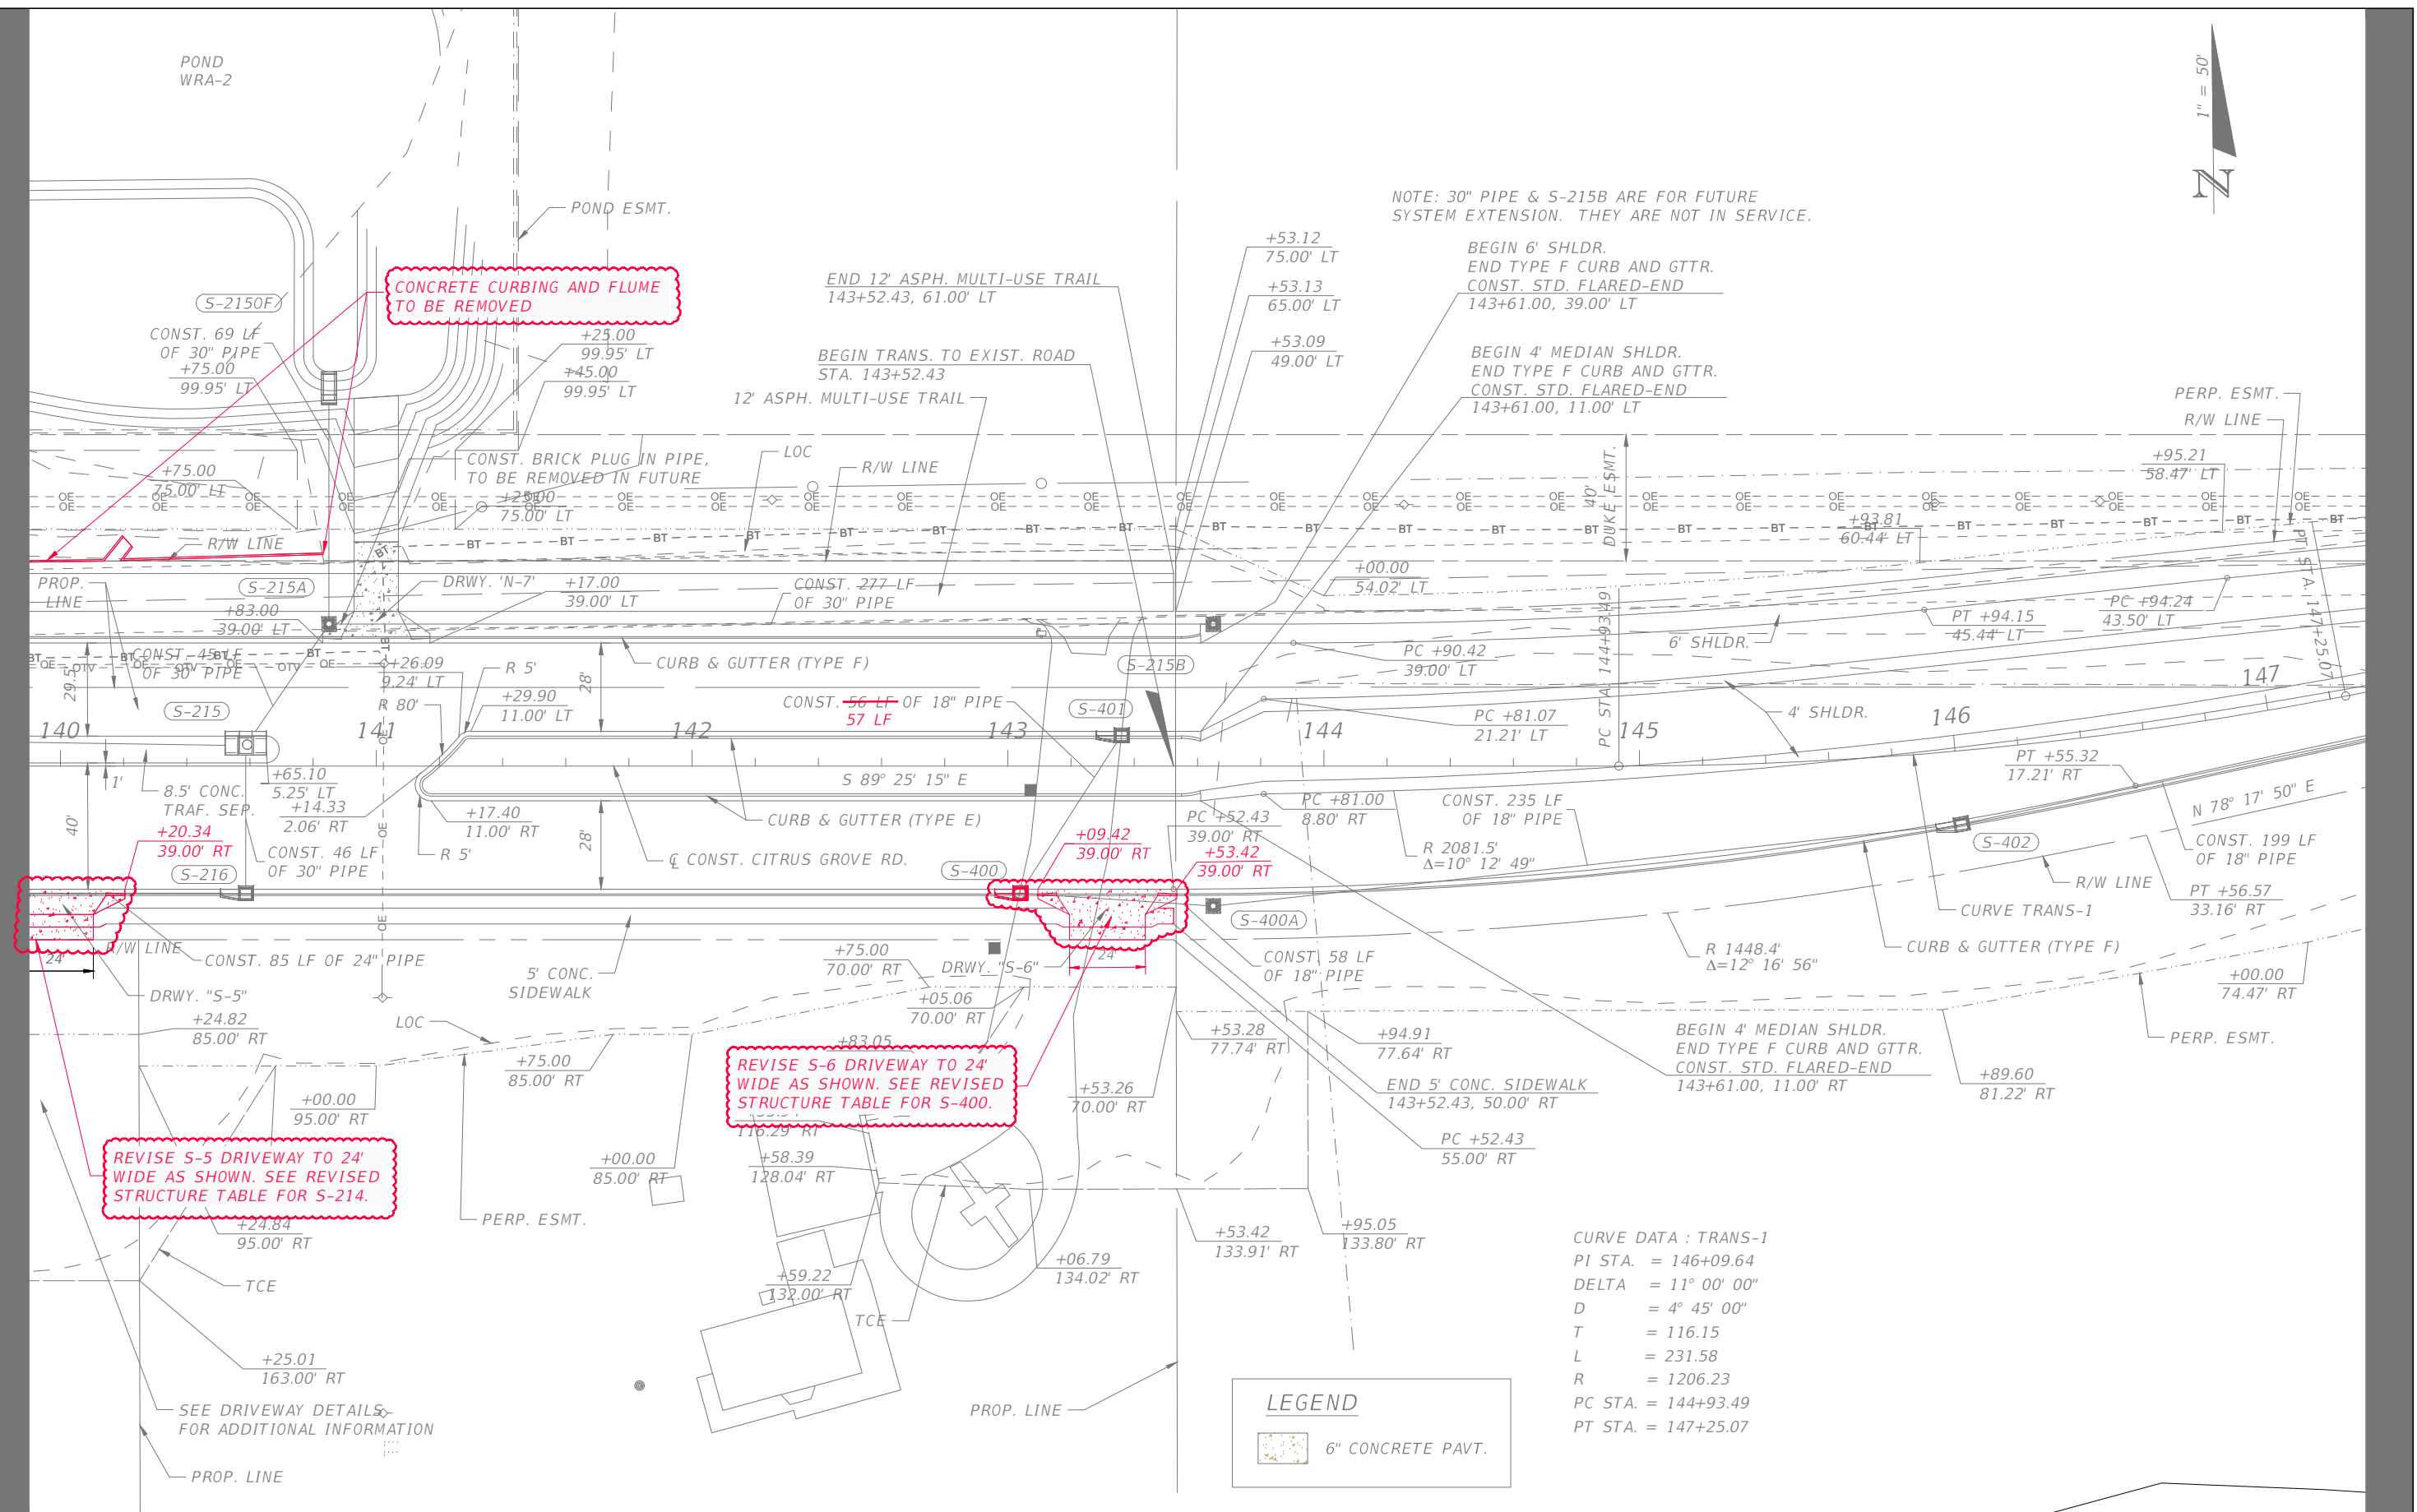 POND
WRA-2
1" = 50'
N
POND ESMT.
NOTE: 30" PIPE & S-215B ARE FOR FUTURE
SYSTEM EXTENSION. THEY ARE NOT IN SERVICE.
S-2150F
CONCRETE CURBING AND FLUME
TO BE REMOVED
CONST. 69 LF
OF 30" PIPE
+75.00
99.95' LT
+25.00
99.95' LT
+45.00
99.95' LT
END 12' ASPH. MULTI-USE TRAIL
143+52.43, 61.00' LT
BEGIN TRANS. TO EXIST. ROAD
STA. 143+52.43
12' ASPH. MULTI-USE TRAIL
+53.12
75.00' LT
+53.13
65.00' LT
+53.09
49.00' LT
BEGIN 6' SHLDR.
END TYPE F CURB AND GTTR.
CONST. STD. FLARED-END
143+61.00, 39.00' LT
BEGIN 4' MEDIAN SHLDR.
END TYPE F CURB AND GTTR.
CONST. STD. FLARED-END
143+61.00, 11.00' LT
PERP. ESMT.
R/W LINE
+95.21
58.47' LT
+75.00
75.00' LT
CONST. BRICK PLUG IN PIPE,
TO BE REMOVED IN FUTURE
+25.00
75.00' LT
LOC
R/W LINE
DUKE ESMT.
40'
+93.81
60.44' LT
R/W LINE
PROP.
LINE
S-215A
+83.00
39.00' LT
DRWY. 'N-7'
+17.00
39.00' LT
CONST. 277 LF
OF 30" PIPE
+00.00
54.02' LT
PT +94.15
45.44' LT
PC +94.24
43.50' LT
PT STA. 147+25.07
CONST. 45 LF
OF 30" PIPE
29.5'
+26.09
9.24' LT
R 5'
+29.90
11.00' LT
R 80'
28'
CURB & GUTTER (TYPE F)
CONST. 56 LF OF 18" PIPE
57 LF
S-215B
S-401
PC +90.42
39.00' LT
6' SHLDR.
PC STA. 144+93.49
PC +81.07
21.21' LT
4' SHLDR.
S-215
140
141
142
143
144
145
146
147
1'
8.5' CONC.
TRAF. SEP.
+65.10
5.25' LT
+14.33
2.06' RT
+17.40
11.00' RT
R 5'
S 89° 25' 15" E
CURB & GUTTER (TYPE E)
28'
40'
+20.34
39.00' RT
CONST. 46 LF
OF 30" PIPE
S-216
℄ CONST. CITRUS GROVE RD.
S-400
+09.42
39.00' RT
PC +52.43
39.00' RT
+53.42
39.00' RT
PC +81.00
8.80' RT
R 2081.5'
Δ=10° 12' 49"
CONST. 235 LF
OF 18" PIPE
PT +55.32
17.21' RT
N 78° 17' 50" E
S-402
CONST. 199 LF
OF 18" PIPE
R/W LINE
PT +56.57
33.16' RT
CURVE TRANS-1
CURB & GUTTER (TYPE F)
R 1448.4'
Δ=12° 16' 56"
+00.00
74.47' RT
S-400A
R/W LINE
24'
CONST. 85 LF OF 24" PIPE
5' CONC.
SIDEWALK
+75.00
70.00' RT
DRWY. "S-6"
24'
CONST. 58 LF
OF 18" PIPE
DRWY. "S-5"
+24.82
85.00' RT
LOC
+05.06
70.00' RT
+75.00
85.00' RT
+83.05
+53.28
77.74' RT
+94.91
77.64' RT
BEGIN 4' MEDIAN SHLDR.
END TYPE F CURB AND GTTR.
CONST. STD. FLARED-END
143+61.00, 11.00' RT
PERP. ESMT.
+89.60
81.22' RT
+00.00
95.00' RT
REVISE S-6 DRIVEWAY TO 24'
WIDE AS SHOWN. SEE REVISED
STRUCTURE TABLE FOR S-400.
116.29' RT
+53.26
70.00' RT
END 5' CONC. SIDEWALK
143+52.43, 50.00' RT
PC +52.43
55.00' RT
REVISE S-5 DRIVEWAY TO 24'
WIDE AS SHOWN. SEE REVISED
STRUCTURE TABLE FOR S-214.
+00.00
85.00' RT
+58.39
128.04' RT
+24.84
95.00' RT
PERP. ESMT.
TCE
+59.22
132.00' RT
TCE
+06.79
134.02' RT
+53.42
133.91' RT
+95.05
133.80' RT
+25.01
163.00' RT
SEE DRIVEWAY DETAILS
FOR ADDITIONAL INFORMATION
PROP. LINE
PROP. LINE
CURVE DATA : TRANS-1
PI STA. = 146+09.64
DELTA = 11° 00' 00"
D = 4° 45' 00"
T = 116.15
L = 231.58
R = 1206.23
PC STA. = 144+93.49
PT STA. = 147+25.07
LEGEND
6" CONCRETE PAVT.